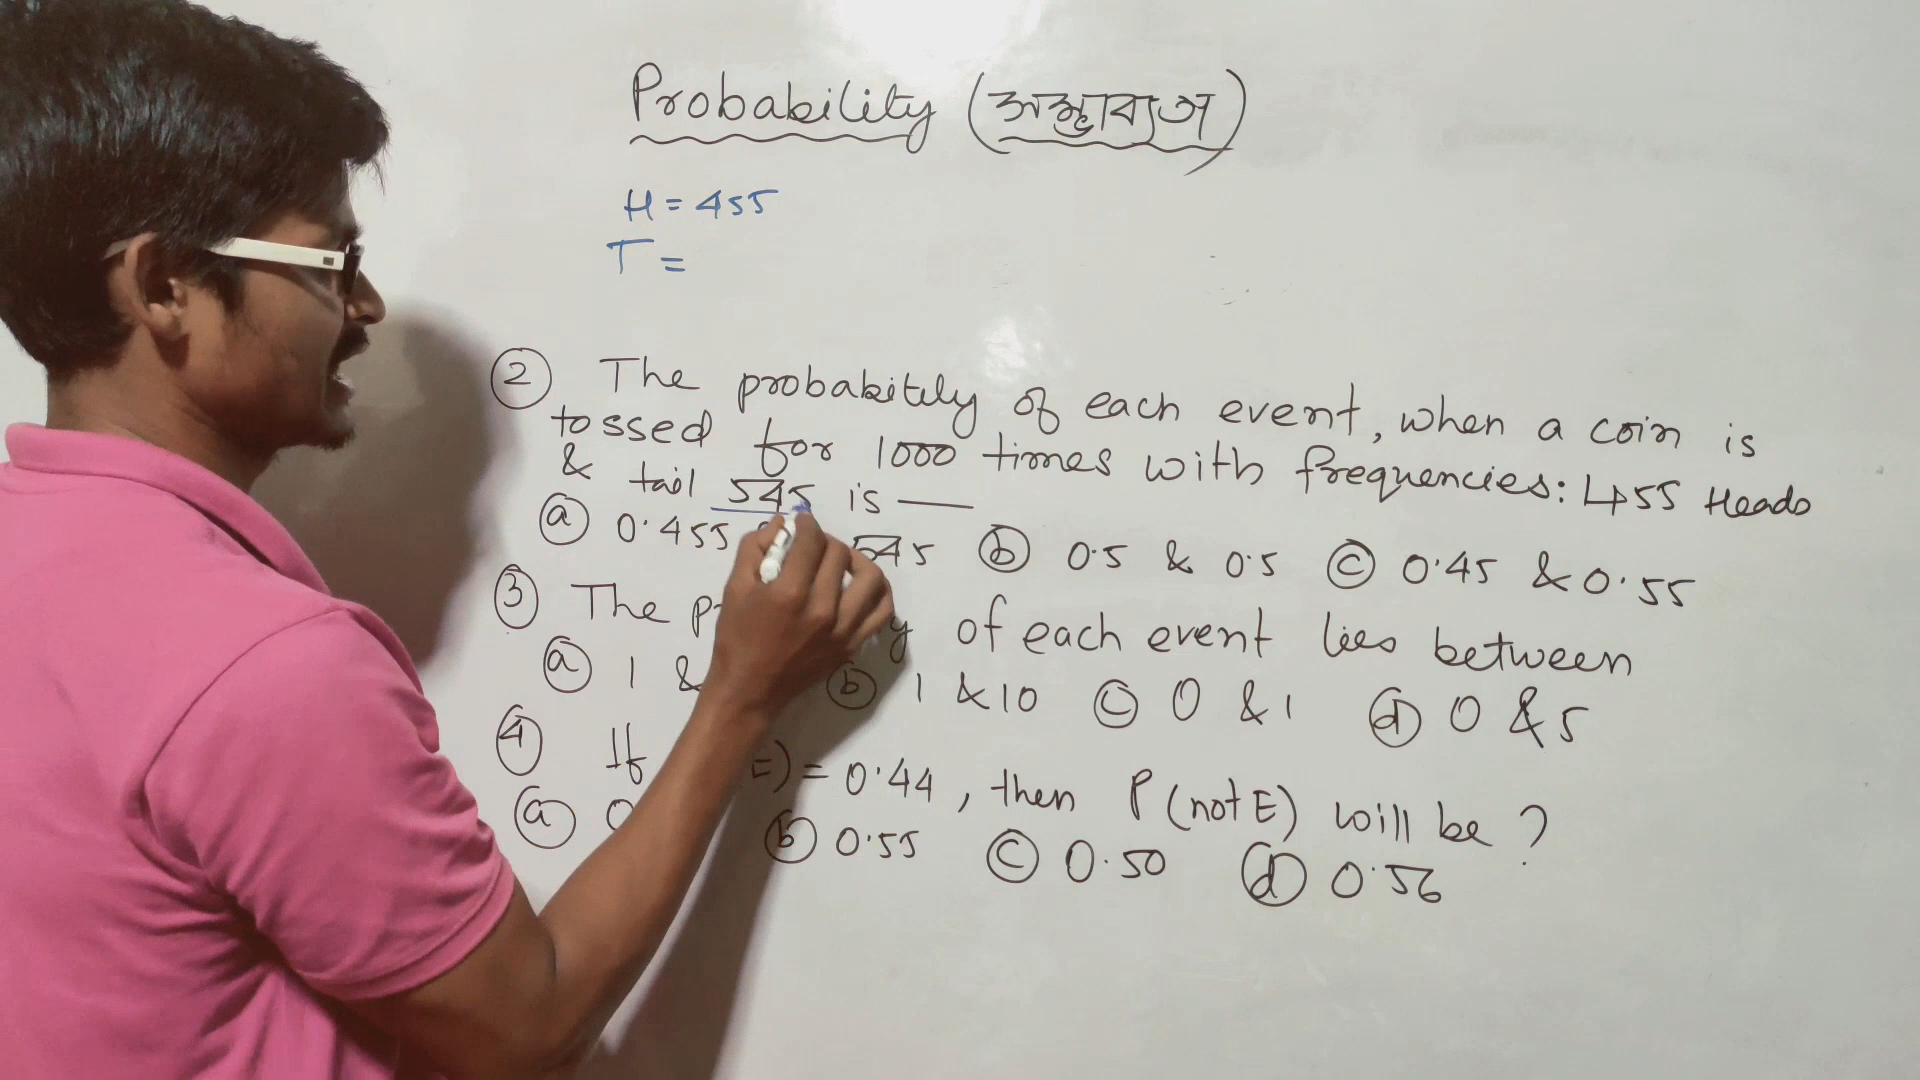 Probability (সম্ভাব্যতা)
H = 455
T =
② The probabitily of each event, when a coin is
tossed for 1000 times with frequencies: 455 Heads
& tail 545 is —
ⓐ 0.455 545 ⓑ 0.5 & 0.5 ⓒ 0.45 & 0.55
③ The of each event lies between
ⓐ 1 & ⓑ 1 & 10 ⓒ 0 & 1 ⓓ 0 & 5
④ If E) = 0.44, then P (not E) will be ?
ⓐ 0 ⓑ 0.55 ⓒ 0.50 ⓓ 0.56